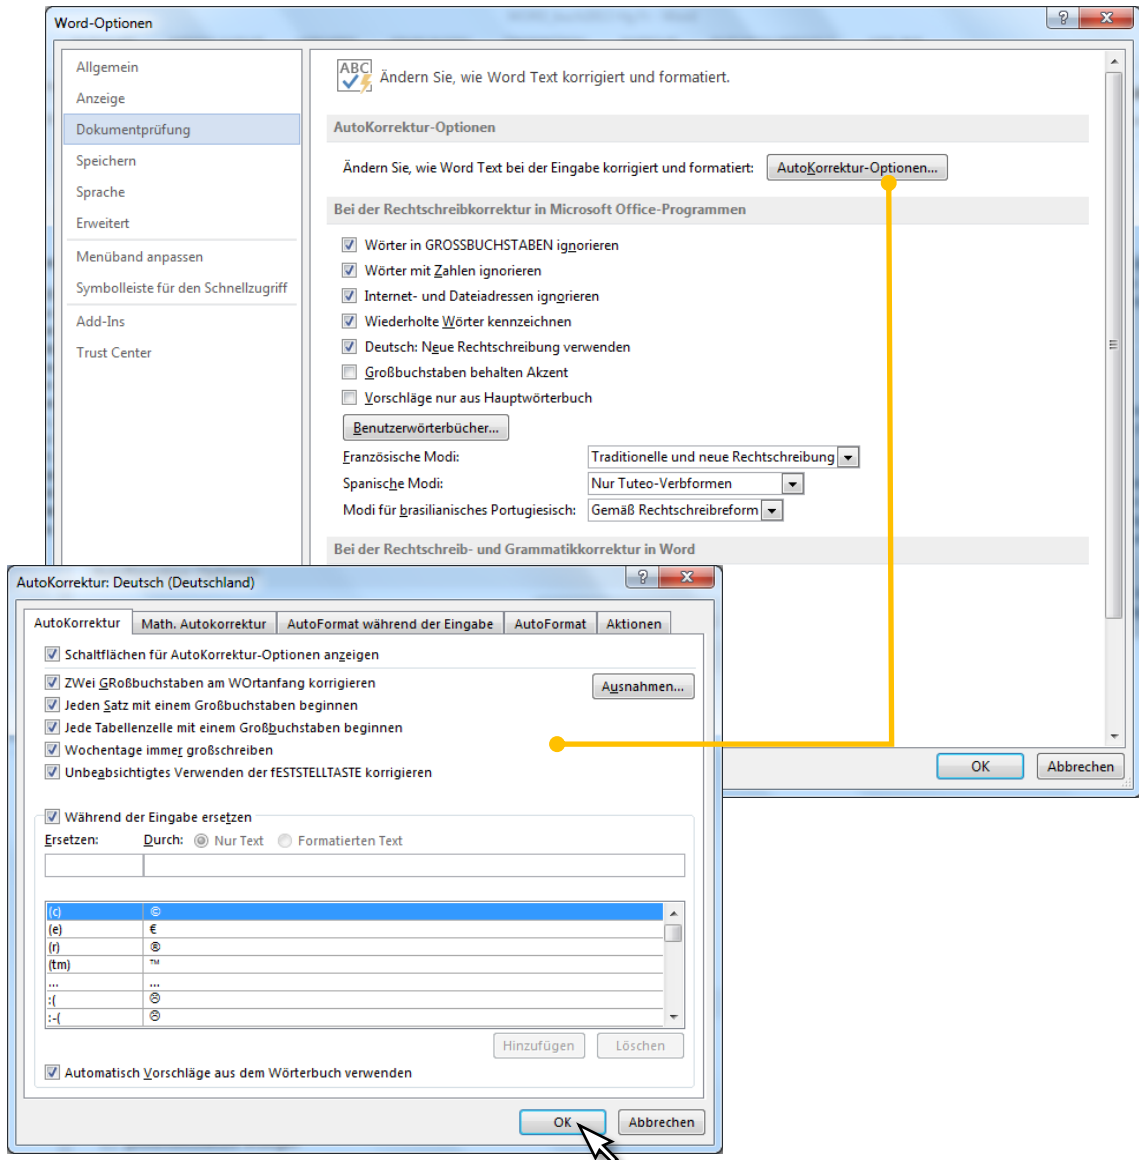 Word-Optionen
Allgemein
Anzeige
Dokumentprüfung
Speichern
Sprache
Erweitert
Menüband anpassen
Symbolleiste für den Schnellzugriff
Add-Ins
Trust Center
ABC Ändern Sie, wie Word Text korrigiert und formatiert.
AutoKorrektur-Optionen
Ändern Sie, wie Word Text bei der Eingabe korrigiert und formatiert: AutoKorrektur-Optionen...
Bei der Rechtschreibkorrektur in Microsoft Office-Programmen
Wörter in GROSSBUCHSTABEN ignorieren
Wörter mit Zahlen ignorieren
Internet- und Dateiadressen ignorieren
Wiederholte Wörter kennzeichnen
Deutsch: Neue Rechtschreibung verwenden
Großbuchstaben behalten Akzent
Vorschläge nur aus Hauptwörterbuch
Benutzerwörterbücher...
Französische Modi: Traditionelle und neue Rechtschreibung
Spanische Modi: Nur Tuteo-Verbformen
Modi für brasilianisches Portugiesisch: Gemäß Rechtschreibreform
Bei der Rechtschreib- und Grammatikkorrektur in Word
OK Abbrechen
AutoKorrektur: Deutsch (Deutschland)
AutoKorrektur Math. Autokorrektur AutoFormat während der Eingabe AutoFormat Aktionen
Schaltflächen für AutoKorrektur-Optionen anzeigen
ZWei GRoßbuchstaben am WOrtanfang korrigieren
Ausnahmen...
Jeden Satz mit einem Großbuchstaben beginnen
Jede Tabellenzelle mit einem Großbuchstaben beginnen
Wochentage immer großschreiben
Unbeabsichtigtes Verwenden der fESTSTELLTASTE korrigieren
Während der Eingabe ersetzen
Ersetzen: Durch: Nur Text Formatierten Text
(c) ©
(e) €
(r) ®
(tm) ™
... ...
:( ☹
:-( ☹
Hinzufügen Löschen
Automatisch Vorschläge aus dem Wörterbuch verwenden
OK Abbrechen